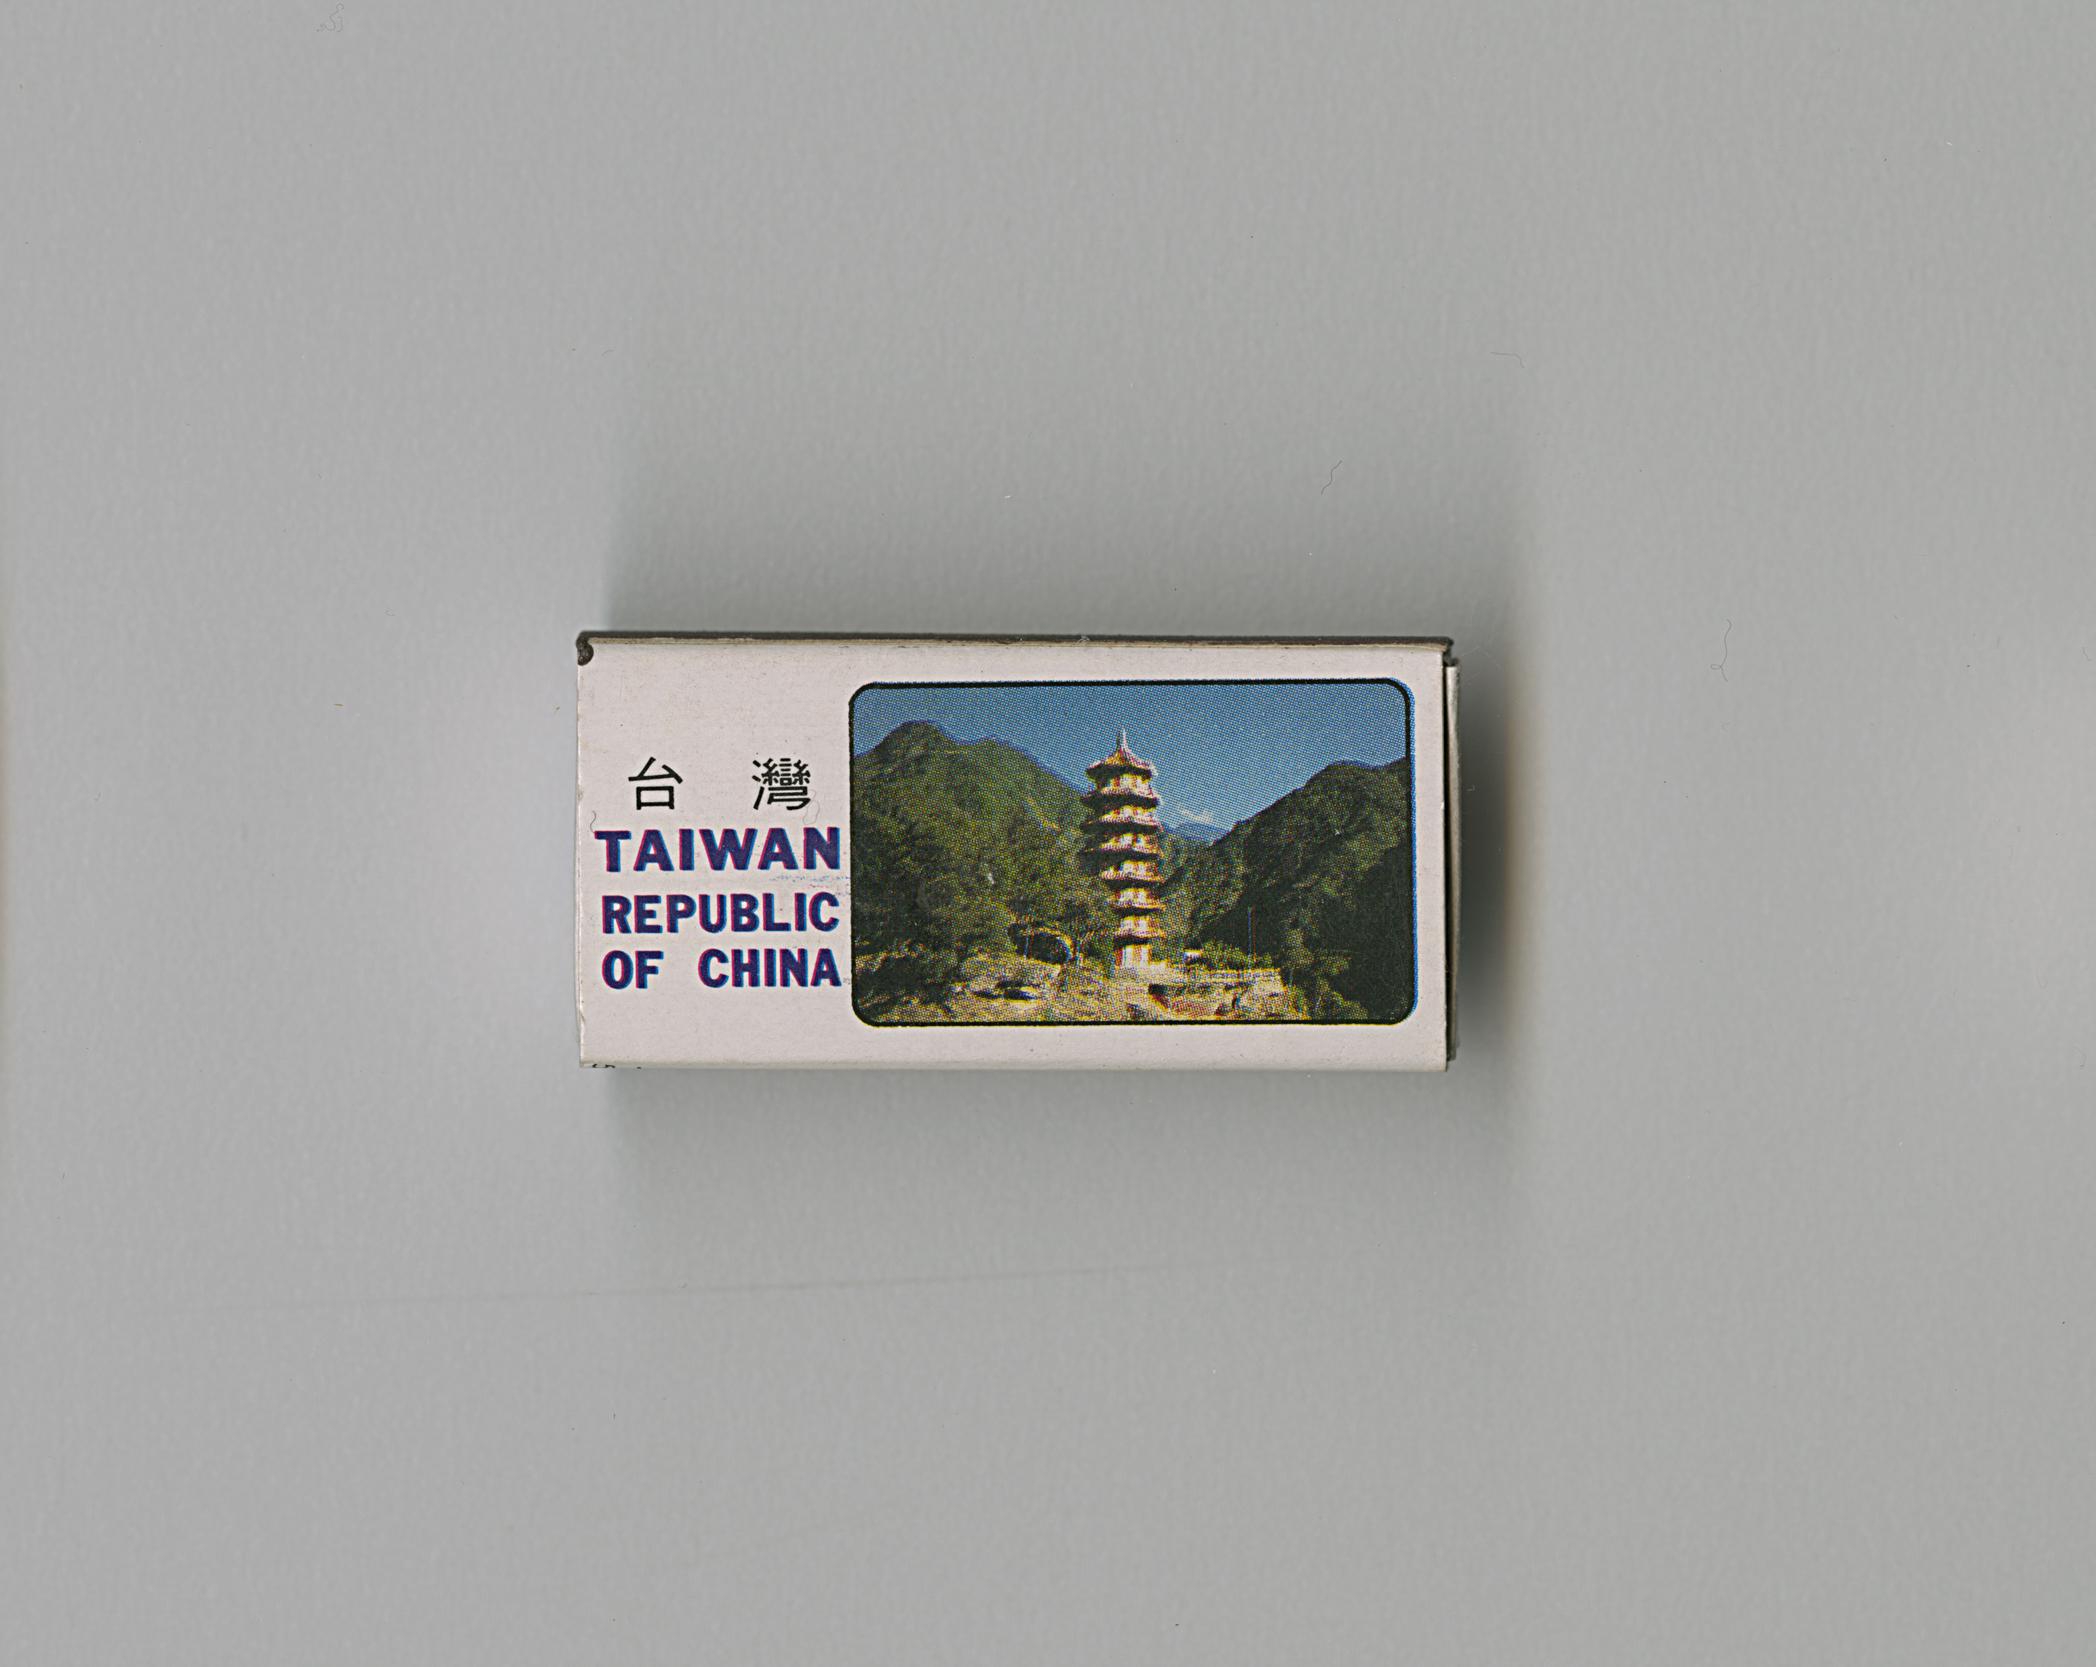 台灣
TAIWAN
REPUBLIC
OF CHINA